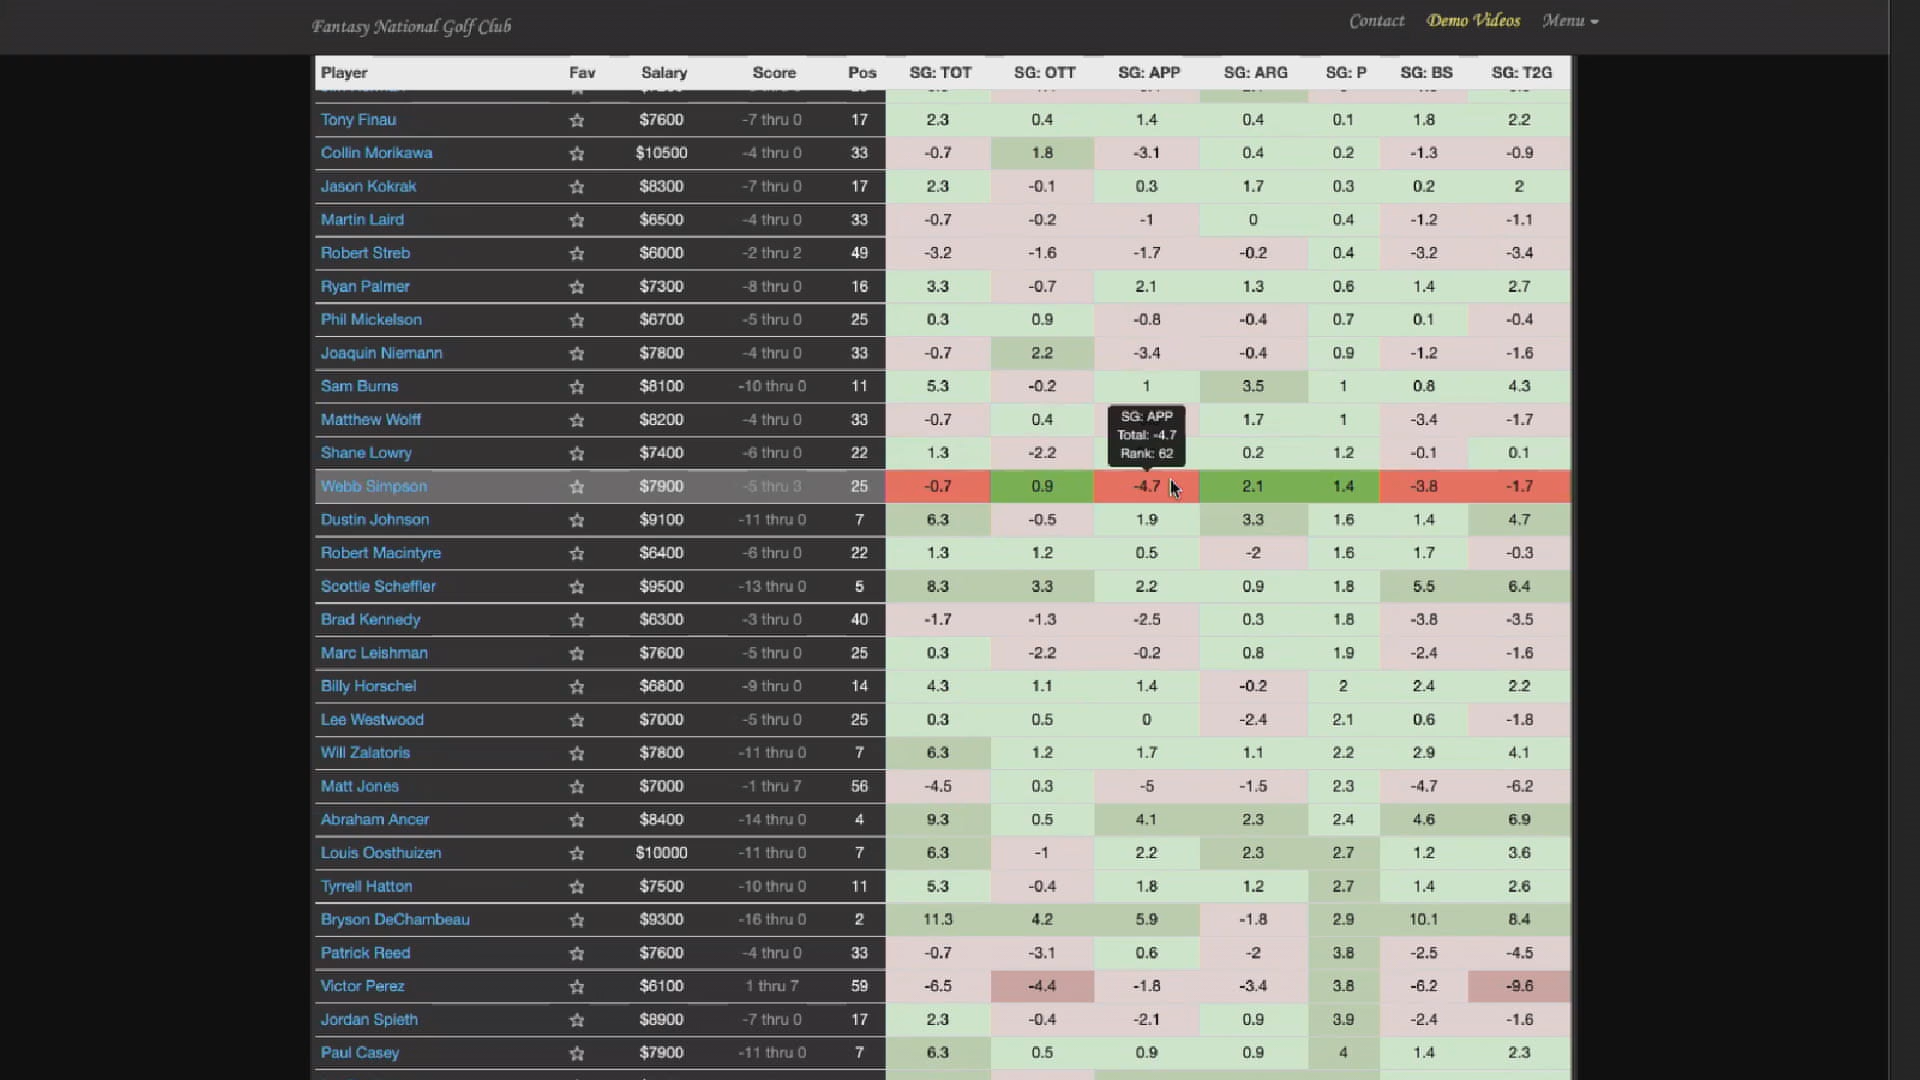 Fantasy National Golf Club Contact Demo Videos Menu
Player Fav Salary Score Pos SG: TOT SG: OTT SG: APP SG: ARG SG: P SG: BS SG: T2G
Tony Finau $7600 -7 thru 0 17 2.3 0.4 1.4 0.4 0.1 1.8 2.2
Collin Morikawa $10500 -4 thru 0 33 -0.7 1.8 -3.1 0.4 0.2 -1.3 -0.9
Jason Kokrak $8300 -7 thru 0 17 2.3 -0.1 0.3 1.7 0.3 0.2 2
Martin Laird $6500 -4 thru 0 33 -0.7 -0.2 -1 0 0.4 -1.2 -1.1
Robert Streb $6000 -2 thru 2 49 -3.2 -1.6 -1.7 -0.2 0.4 -3.2 -3.4
Ryan Palmer $7300 -8 thru 0 16 3.3 -0.7 2.1 1.3 0.6 1.4 2.7
Phil Mickelson $6700 -5 thru 0 25 0.3 0.9 -0.8 -0.4 0.7 0.1 -0.4
Joaquin Niemann $7800 -4 thru 0 33 -0.7 2.2 -3.4 -0.4 0.9 -1.2 -1.6
Sam Burns $8100 -10 thru 0 11 5.3 -0.2 1 3.5 1 0.8 4.3
Matthew Wolff $8200 -4 thru 0 33 -0.7 0.4 1.7 1 -3.4 -1.7
SG: APP
Total: -4.7
Rank: 62
Shane Lowry $7400 -6 thru 0 22 1.3 -2.2 0.2 1.2 -0.1 0.1
Webb Simpson $7900 -5 thru 3 25 -0.7 0.9 -4.7 2.1 1.4 -3.8 -1.7
Dustin Johnson $9100 -11 thru 0 7 6.3 -0.5 1.9 3.3 1.6 1.4 4.7
Robert Macintyre $6400 -6 thru 0 22 1.3 1.2 0.5 -2 1.6 1.7 -0.3
Scottie Scheffler $9500 -13 thru 0 5 8.3 3.3 2.2 0.9 1.8 5.5 6.4
Brad Kennedy $6300 -3 thru 0 40 -1.7 -1.3 -2.5 0.3 1.8 -3.8 -3.5
Marc Leishman $7600 -5 thru 0 25 0.3 -2.2 -0.2 0.8 1.9 -2.4 -1.6
Billy Horschel $6800 -9 thru 0 14 4.3 1.1 1.4 -0.2 2 2.4 2.2
Lee Westwood $7000 -5 thru 0 25 0.3 0.5 0 -2.4 2.1 0.6 -1.8
Will Zalatoris $7800 -11 thru 0 7 6.3 1.2 1.7 1.1 2.2 2.9 4.1
Matt Jones $7000 -1 thru 7 56 -4.5 0.3 -5 -1.5 2.3 -4.7 -6.2
Abraham Ancer $8400 -14 thru 0 4 9.3 0.5 4.1 2.3 2.4 4.6 6.9
Louis Oosthuizen $10000 -11 thru 0 7 6.3 -1 2.2 2.3 2.7 1.2 3.6
Tyrrell Hatton $7500 -10 thru 0 11 5.3 -0.4 1.8 1.2 2.7 1.4 2.6
Bryson DeChambeau $9300 -16 thru 0 2 11.3 4.2 5.9 -1.8 2.9 10.1 8.4
Patrick Reed $7600 -4 thru 0 33 -0.7 -3.1 0.6 -2 3.8 -2.5 -4.5
Victor Perez $6100 1 thru 7 59 -6.5 -4.4 -1.8 -3.4 3.8 -6.2 -9.6
Jordan Spieth $8900 -7 thru 0 17 2.3 -0.4 -2.1 0.9 3.9 -2.4 -1.6
Paul Casey $7900 -11 thru 0 7 6.3 0.5 0.9 0.9 4 1.4 2.3